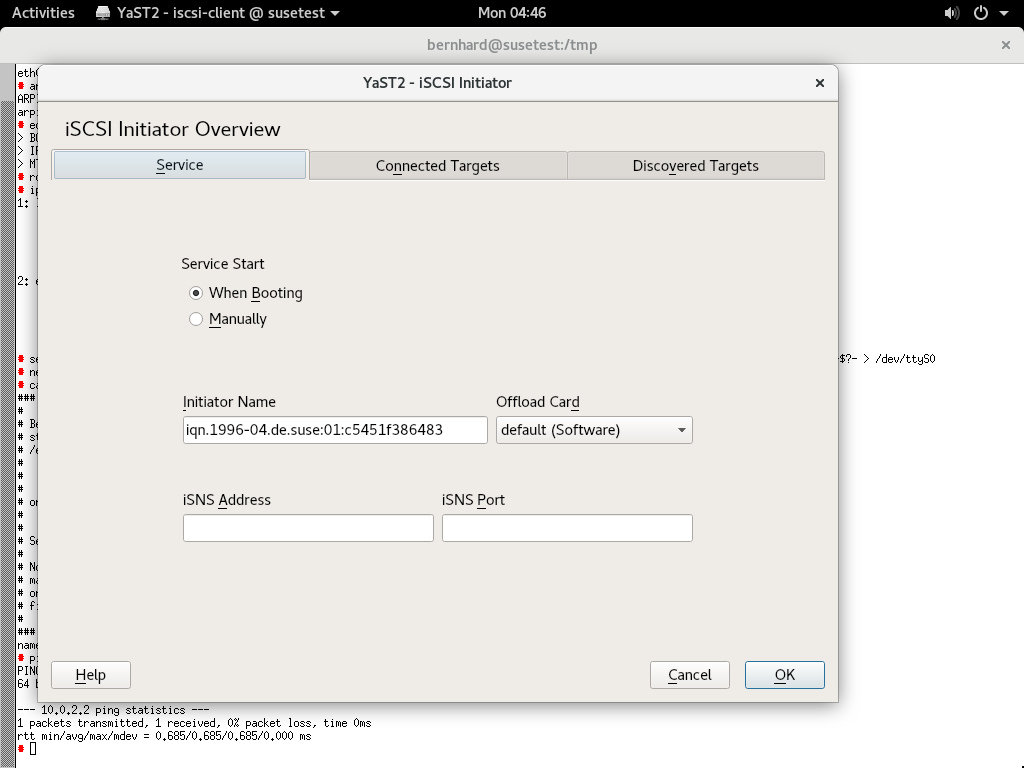 Activities YaST2 - iscsi-client @ susetest Mon 04:46
bernhard@susetest:/tmp
YaST2 - iSCSI Initiator
iSCSI Initiator Overview
Service Connected Targets Discovered Targets
Service Start
When Booting
Manually
Initiator Name Offload Card
iqn.1996-04.de.suse:01:c5451f386483 default (Software)
iSNS Address iSNS Port
Help Cancel OK
1:
2:
$?- > /dev/ttyS0
###
#
#
#
#
#
#
#
#
#
###
64
--- 10.0.2.2 ping statistics ---
1 packets transmitted, 1 received, 0% packet loss, time 0ms
rtt min/avg/max/mdev = 0.685/0.685/0.685/0.000 ms